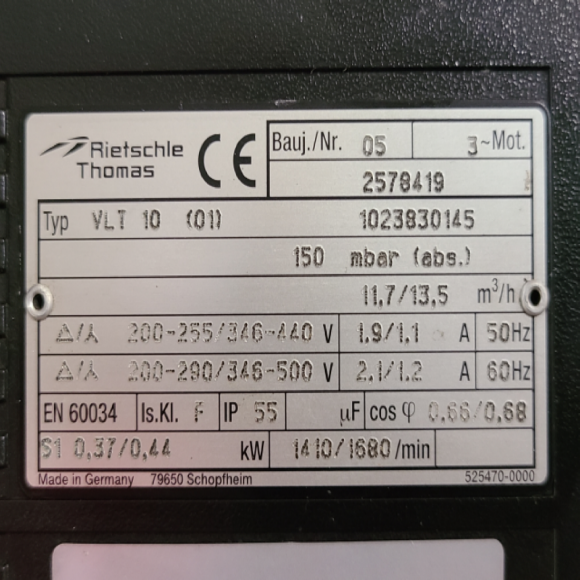 Rietschle
Thomas
CE
Bauj./Nr. 05 3~Mot.
2578419
Typ VLT 10 (01) 1023830145
150 mbar (abs.)
11,7/13,5 m³/h
△/⅄ 200-255/346-440 V 1.9/1.1 A 50Hz
△/⅄ 200-290/346-500 V 2.1/1.2 A 60Hz
EN 60034 Is.Kl. F IP 55 µF cos φ 0.66/0.68
S1 0,37/0,44 kW 1410/1680/min
Made in Germany 79650 Schopfheim 525470-0000